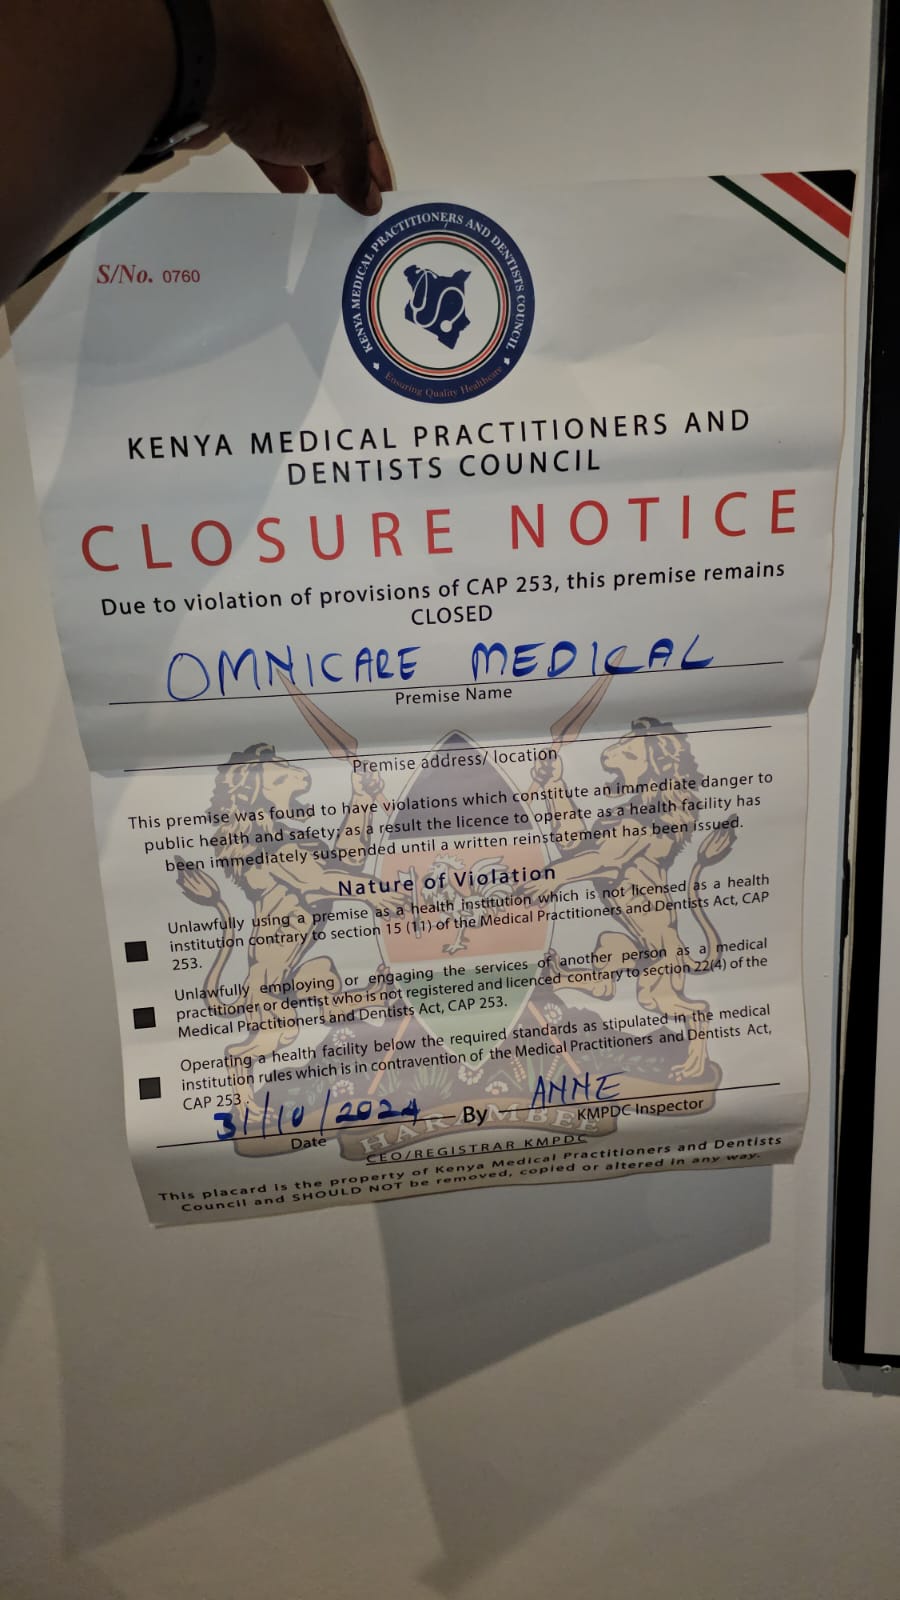 S/No. 0760
KENYA MEDICAL PRACTITIONERS AND DENTISTS COUNCIL
Ensuring Quality Healthcare
KENYA MEDICAL PRACTITIONERS AND
DENTISTS COUNCIL
CLOSURE NOTICE
Due to violation of provisions of CAP 253, this premise remains
CLOSED
OMNICARE MEDICAL
Premise Name
Premise address/ location
This premise was found to have violations which constitute an immediate danger to
public health and safety; as a result the licence to operate as a health facility has
been immediately suspended until a written reinstatement has been issued.
Nature of Violation
Unlawfully using a premise as a health institution which is not licensed as a health
institution contrary to section 15 (11) of the Medical Practitioners and Dentists Act, CAP
253.
Unlawfully employing or engaging the services of another person as a medical
practitioner or dentist who is not registered and licenced contrary to section 22(4) of the
Medical Practitioners and Dentists Act, CAP 253.
Operating a health facility below the required standards as stipulated in the medical
institution rules which is in contravention of the Medical Practitioners and Dentists Act,
CAP 253.
31/10/2024 By ANNE
Date KMPDC Inspector
HARAMBEE
CEO/REGISTRAR KMPDC
This placard is the property of Kenya Medical Practitioners and Dentists
Council and SHOULD NOT be removed, copied or altered in any way.